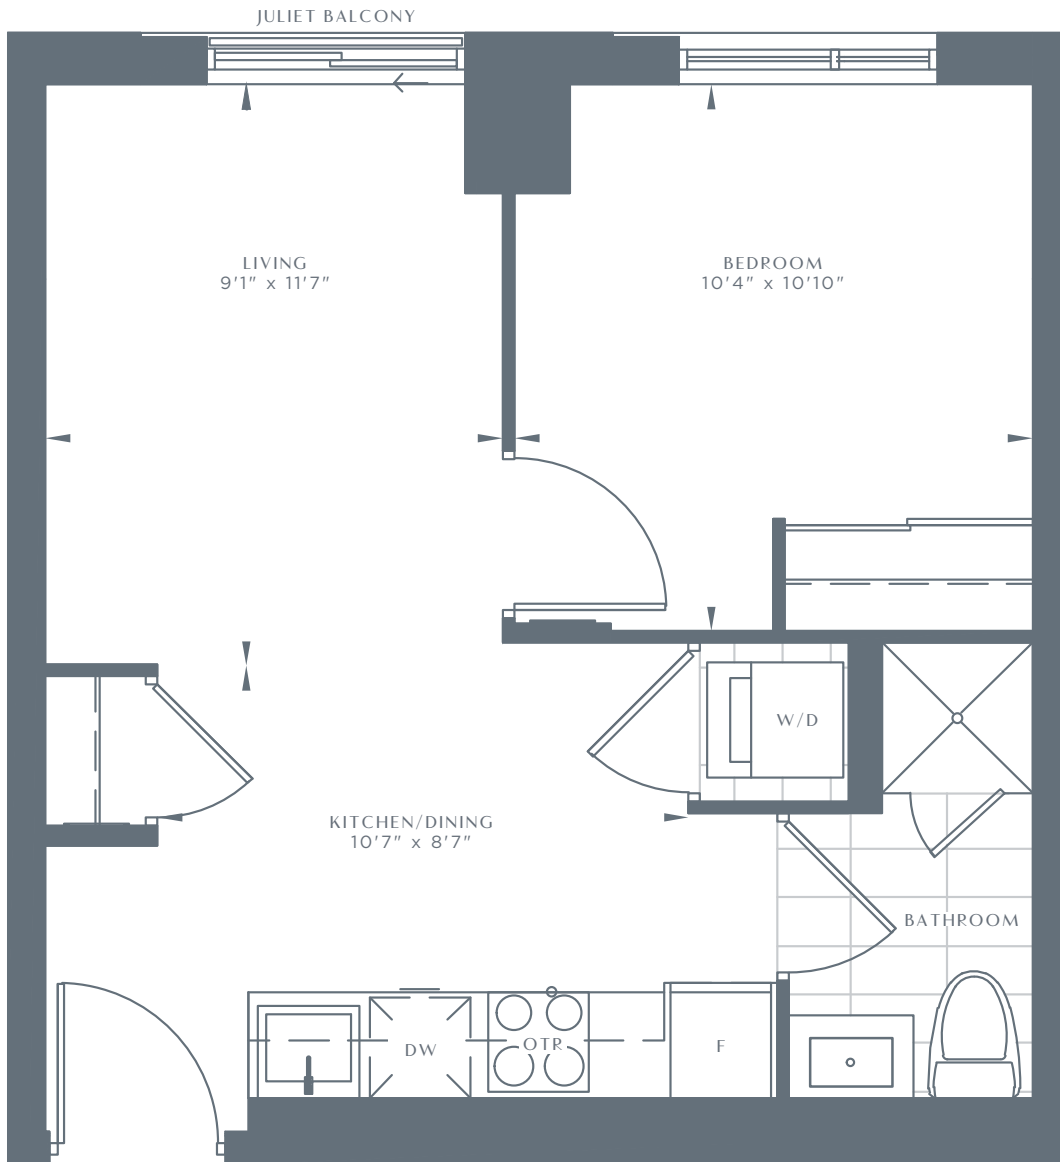 JULIET BALCONY
LIVING
9'1" x 11'7"
BEDROOM
10'4" x 10'10"
W/D
KITCHEN/DINING
10'7" x 8'7"
BATHROOM
DW
OTR
F